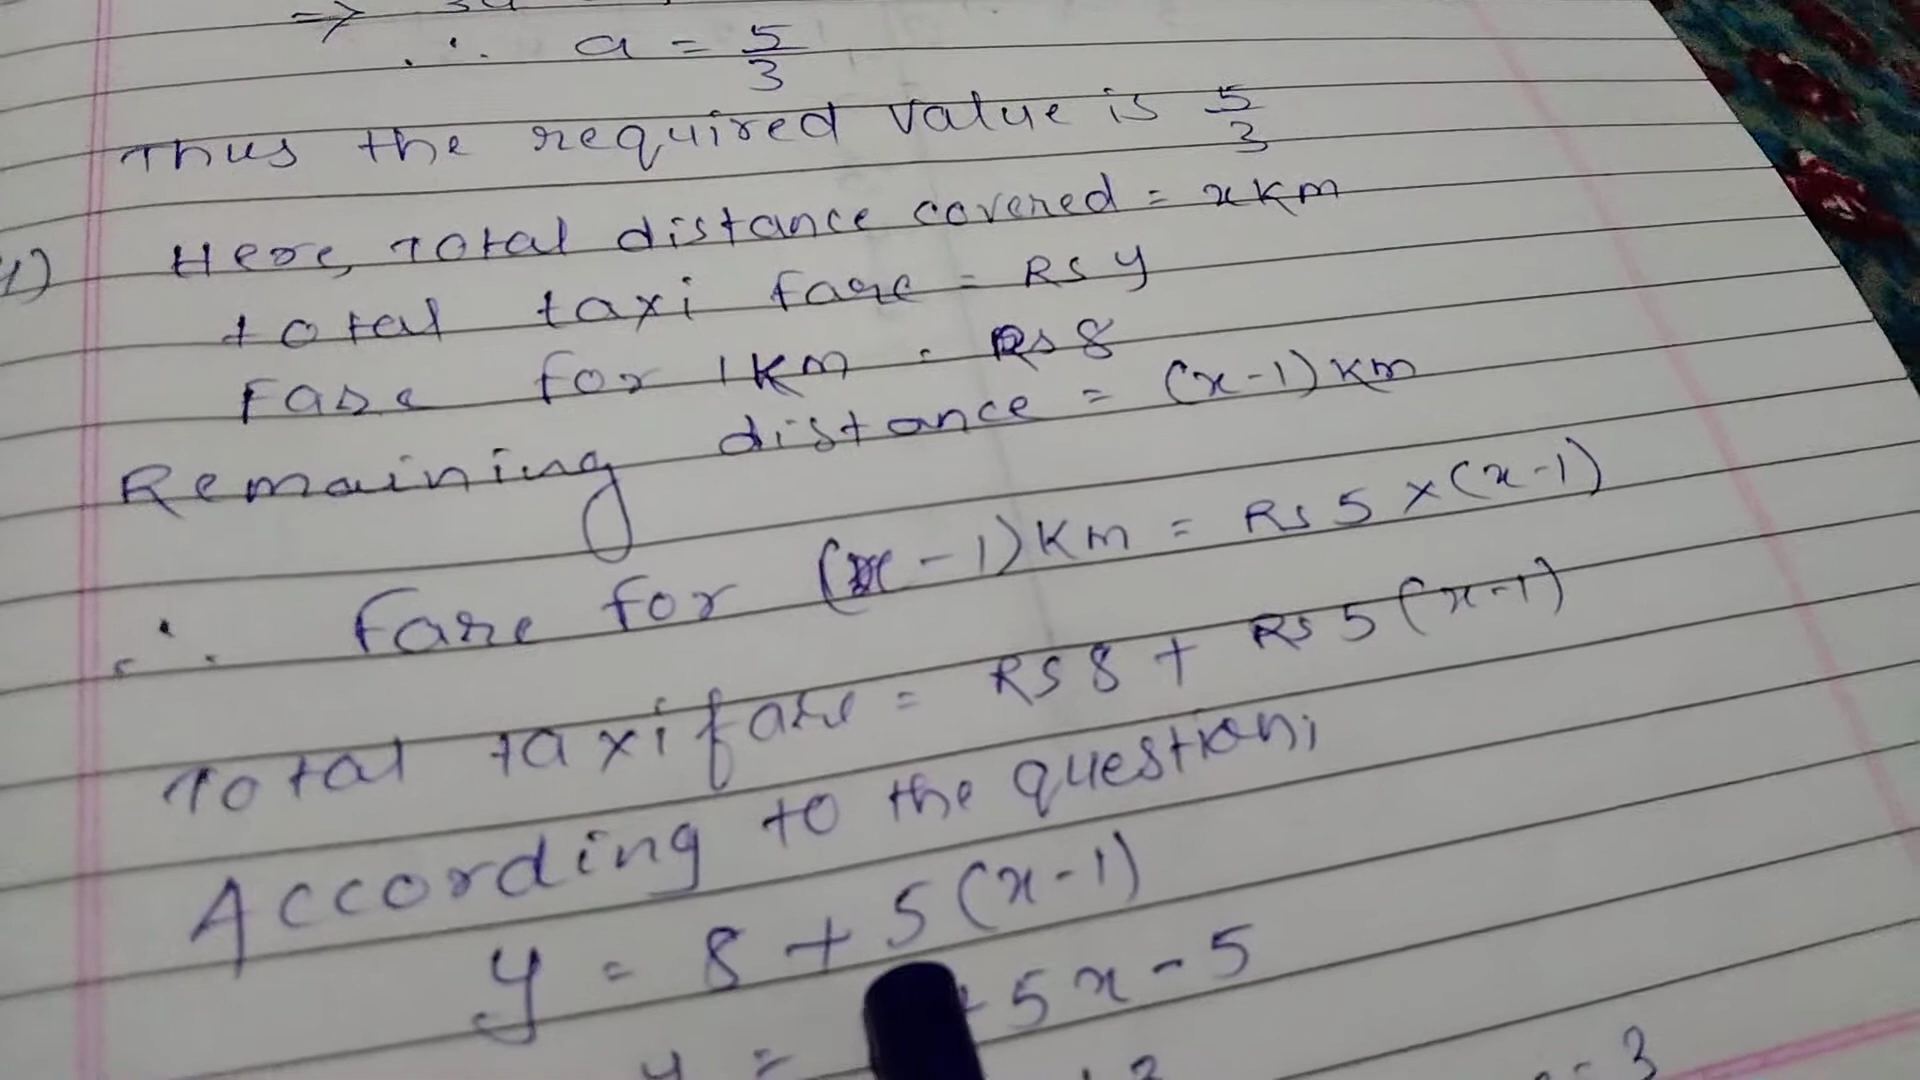 ⇒
∴ a = 5/3
Thus the required value is 5/3
Here, Total distance covered = x Km
total taxi fare = Rs y
Fare for 1 Km = Rs 8
Remaining distance = (x-1) Km
∴ Fare for (x-1) Km = Rs 5 × (x-1)
Total taxi fare = Rs 8 + Rs 5 (x-1)
According to the question,
y = 8 + 5 (x-1)
+ 5x - 5
y =
3